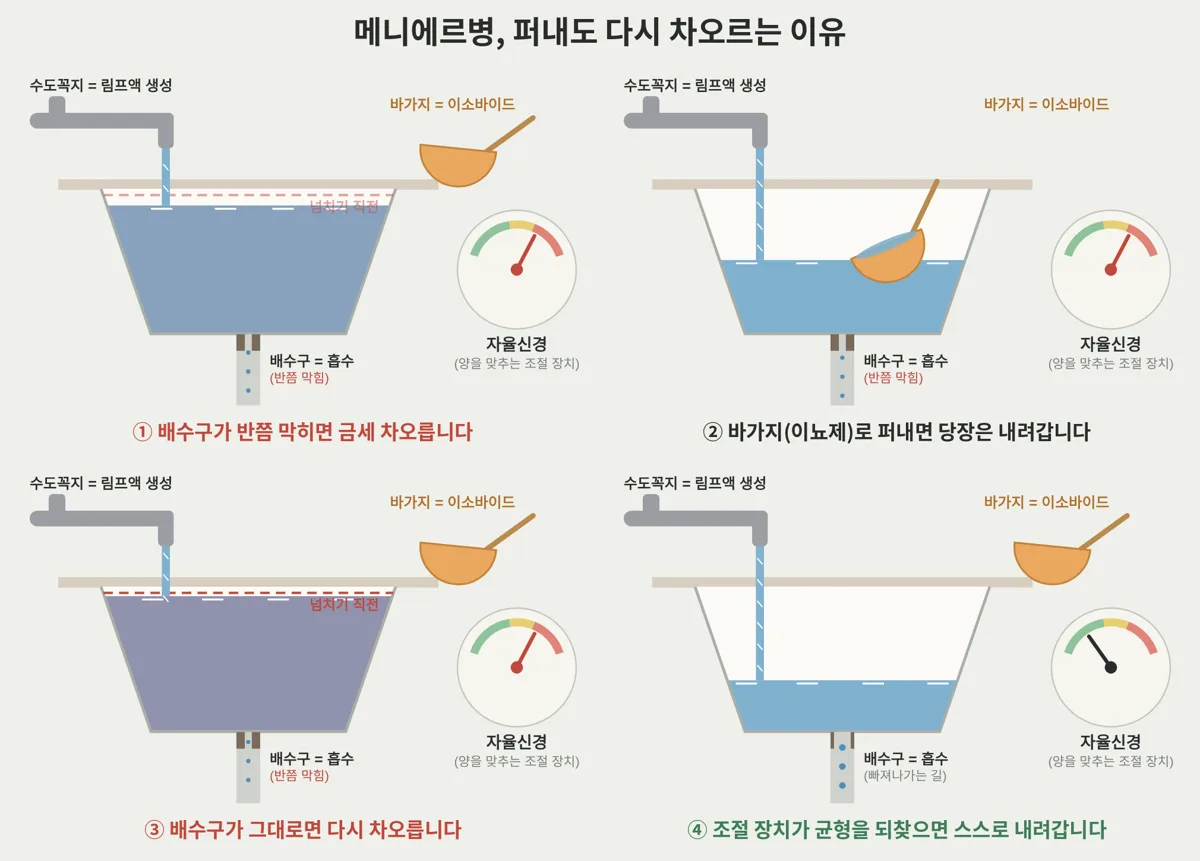 메니에르병, 퍼내도 다시 차오르는 이유
수도꼭지 = 림프액 생성
바가지 = 이소바이드
넘치기 직전
자율신경
(양을 맞추는 조절 장치)
배수구 = 흡수
(반쯤 막힘)
① 배수구가 반쯤 막히면 금세 차오릅니다
수도꼭지 = 림프액 생성
바가지 = 이소바이드
자율신경
(양을 맞추는 조절 장치)
배수구 = 흡수
(반쯤 막힘)
② 바가지(이뇨제)로 퍼내면 당장은 내려갑니다
수도꼭지 = 림프액 생성
바가지 = 이소바이드
넘치기 직전
자율신경
(양을 맞추는 조절 장치)
배수구 = 흡수
(반쯤 막힘)
③ 배수구가 그대로면 다시 차오릅니다
수도꼭지 = 림프액 생성
바가지 = 이소바이드
자율신경
(양을 맞추는 조절 장치)
배수구 = 흡수
(빠져나가는 길)
④ 조절 장치가 균형을 되찾으면 스스로 내려갑니다